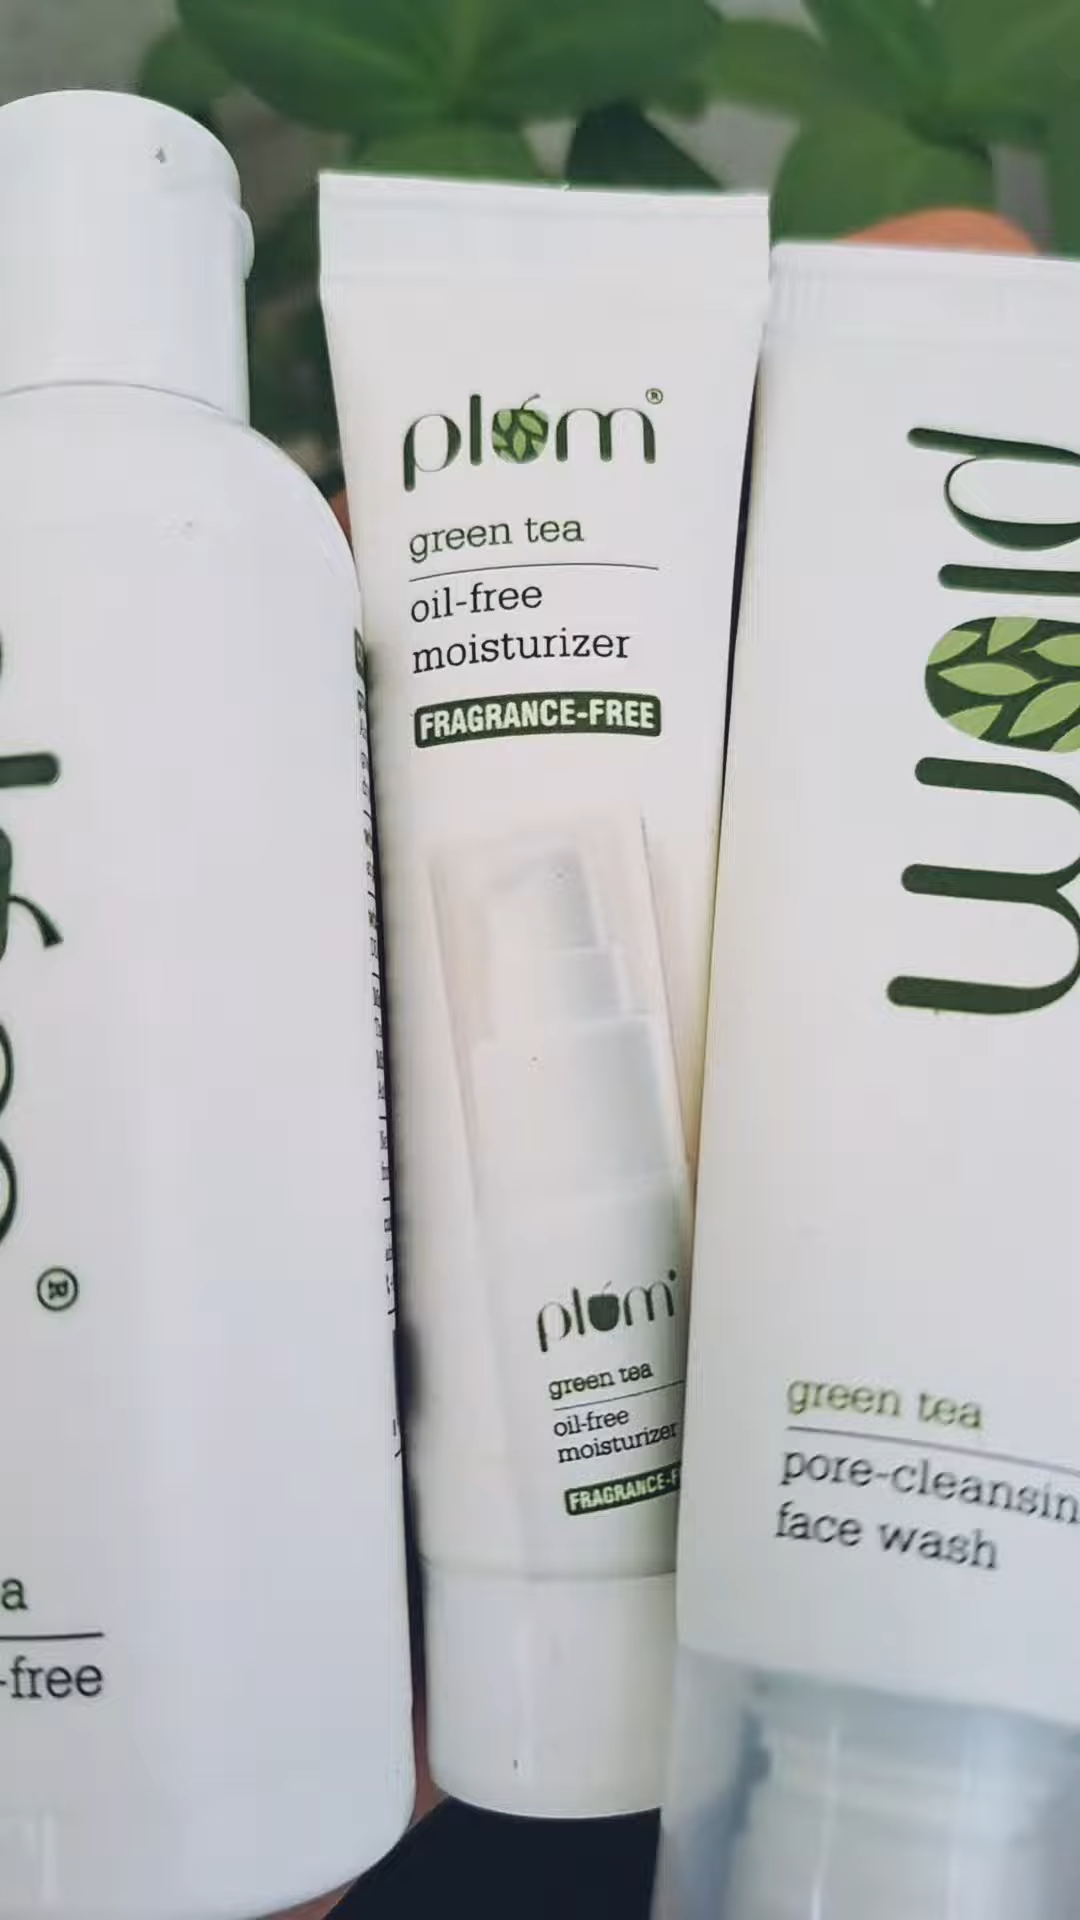 plum®
green tea
oil-free
moisturizer
FRAGRANCE-FREE
plum
green tea
oil-free
moisturizer
®
a
-free
plum
green tea
pore-cleansin
face wash